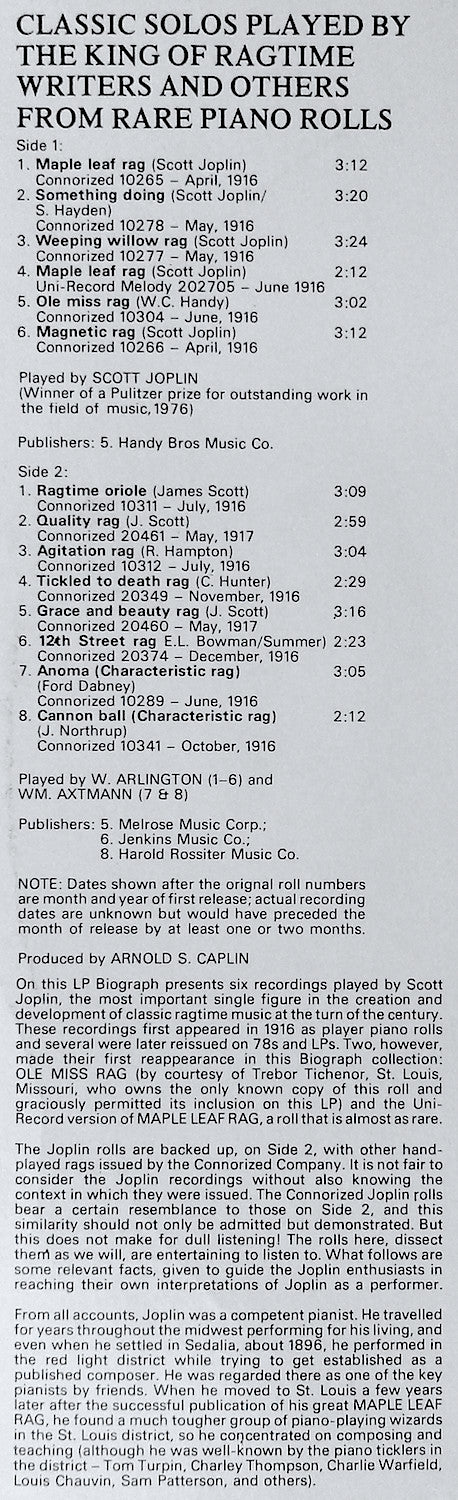 CLASSIC SOLOS PLAYED BY
THE KING OF RAGTIME
WRITERS AND OTHERS
FROM RARE PIANO ROLLS
Side 1:
1. Maple leaf rag (Scott Joplin) 3:12
Connorized 10265 – April, 1916
2. Something doing (Scott Joplin/ 3:20
S. Hayden)
Connorized 10278 – May, 1916
3. Weeping willow rag (Scott Joplin) 3:24
Connorized 10277 – May, 1916
4. Maple leaf rag (Scott Joplin) 2:12
Uni-Record Melody 202705 – June 1916
5. Ole miss rag (W.C. Handy) 3:02
Connorized 10304 – June, 1916
6. Magnetic rag (Scott Joplin) 3:12
Connorized 10266 – April, 1916
Played by SCOTT JOPLIN
(Winner of a Pulitzer prize for outstanding work in
the field of music, 1976)
Publishers: 5. Handy Bros Music Co.
Side 2:
1. Ragtime oriole (James Scott) 3:09
Connorized 10311 – July, 1916
2. Quality rag (J. Scott) 2:59
Connorized 20461 – May, 1917
3. Agitation rag (R. Hampton) 3:04
Connorized 10312 – July, 1916
4. Tickled to death rag (C. Hunter) 2:29
Connorized 20349 – November, 1916
5. Grace and beauty rag (J. Scott) 3:16
Connorized 20460 – May, 1917
6. 12th Street rag E.L. Bowman/Summer) 2:23
Connorized 20374 – December, 1916
7. Anoma (Characteristic rag) 3:05
(Ford Dabney)
Connorized 10289 – June, 1916
8. Cannon ball (Characteristic rag) 2:12
(J. Northrup)
Connorized 10341 – October, 1916
Played by W. ARLINGTON (1–6) and
WM. AXTMANN (7 & 8)
Publishers: 5. Melrose Music Corp.;
6. Jenkins Music Co.;
8. Harold Rossiter Music Co.
NOTE: Dates shown after the orignal roll numbers
are month and year of first release; actual recording
dates are unknown but would have preceded the
month of release by at least one or two months.
Produced by ARNOLD S. CAPLIN
On this LP Biograph presents six recordings played by Scott
Joplin, the most important single figure in the creation and
development of classic ragtime music at the turn of the century.
These recordings first appeared in 1916 as player piano rolls
and several were later reissued on 78s and LPs. Two, however,
made their first reappearance in this Biograph collection:
OLE MISS RAG (by courtesy of Trebor Tichenor, St. Louis,
Missouri, who owns the only known copy of this roll and
graciously permitted its inclusion on this LP) and the Uni-
Record version of MAPLE LEAF RAG, a roll that is almost as rare.
The Joplin rolls are backed up, on Side 2, with other hand-
played rags issued by the Connorized Company. It is not fair to
consider the Joplin recordings without also knowing the
context in which they were issued. The Connorized Joplin rolls
bear a certain resemblance to those on Side 2, and this
similarity should not only be admitted but demonstrated. But
this does not make for dull listening! The rolls here, dissect
them as we will, are entertaining to listen to. What follows are
some relevant facts, given to guide the Joplin enthusiasts in
reaching their own interpretations of Joplin as a performer.
From all accounts, Joplin was a competent pianist. He travelled
for years throughout the midwest performing for his living, and
even when he settled in Sedalia, about 1896, he performed in
the red light district while trying to get established as a
published composer. He was regarded there as one of the key
pianists by friends. When he moved to St. Louis a few years
later after the successful publication of his great MAPLE LEAF
RAG, he found a much tougher group of piano-playing wizards
in the St. Louis district, so he concentrated on composing and
teaching (although he was well-known by the piano ticklers in
the district – Tom Turpin, Charley Thompson, Charlie Warfield,
Louis Chauvin, Sam Patterson, and others).